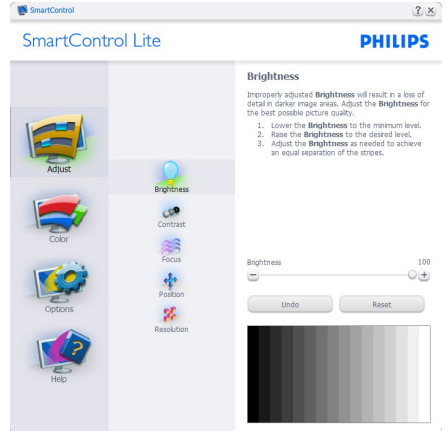 SmartControl
SmartControl Lite
PHILIPS
Adjust
Color
Options
Help
Brightness
Contrast
Focus
Position
Resolution
Brightness
Improperly adjusted Brightness will result in a loss of
detail in darker image areas. Adjust the Brightness for
the best possible picture quality.
1. Lower the Brightness to the minimum level.
2. Raise the Brightness to the desired level.
3. Adjust the Brightness as needed to achieve
an equal separation of the stripes.
Brightness 100
Undo Reset